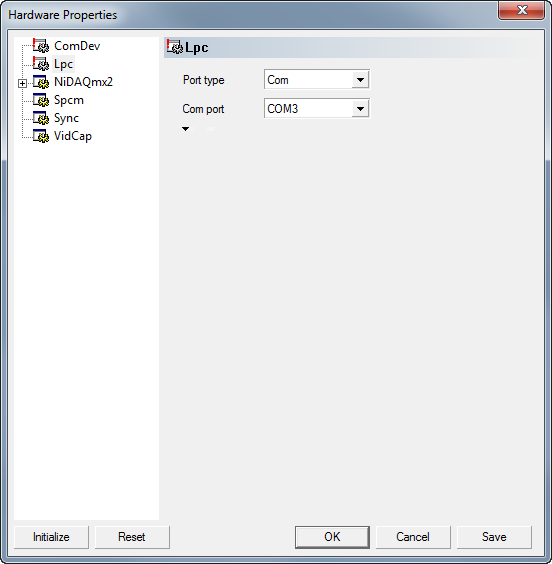 Hardware Properties
ComDev
Lpc
NiDAQmx2
Spcm
Sync
VidCap
Lpc
Port type
Com
Com port
COM3
Initialize
Reset
OK
Cancel
Save